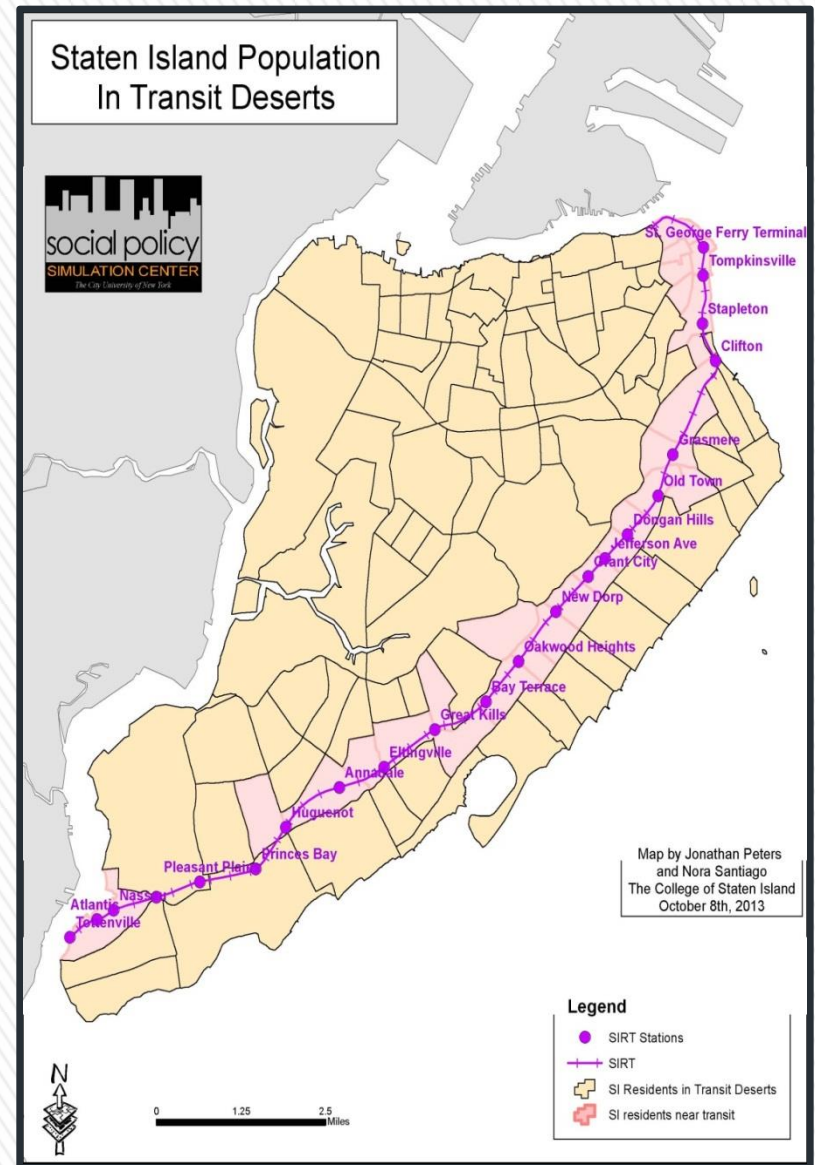 Staten Island Population
In Transit Deserts
social policy
SIMULATION CENTER
The City University of New York
St. George Ferry Terminal
Tompkinsville
Stapleton
Clifton
Grasmere
Old Town
Dongan Hills
Jefferson Ave
Grant City
New Dorp
Oakwood Heights
Bay Terrace
Great Kills
Eltingville
Annadale
Huguenot
Princes Bay
Pleasant Plain
Nass
Atlantis
Tottenville
Map by Jonathan Peters
and Nora Santiago
The College of Staten Island
October 8th, 2013
Legend
SIRT Stations
SIRT
SI Residents in Transit Deserts
SI residents near transit
N
0 1.25 2.5
Miles